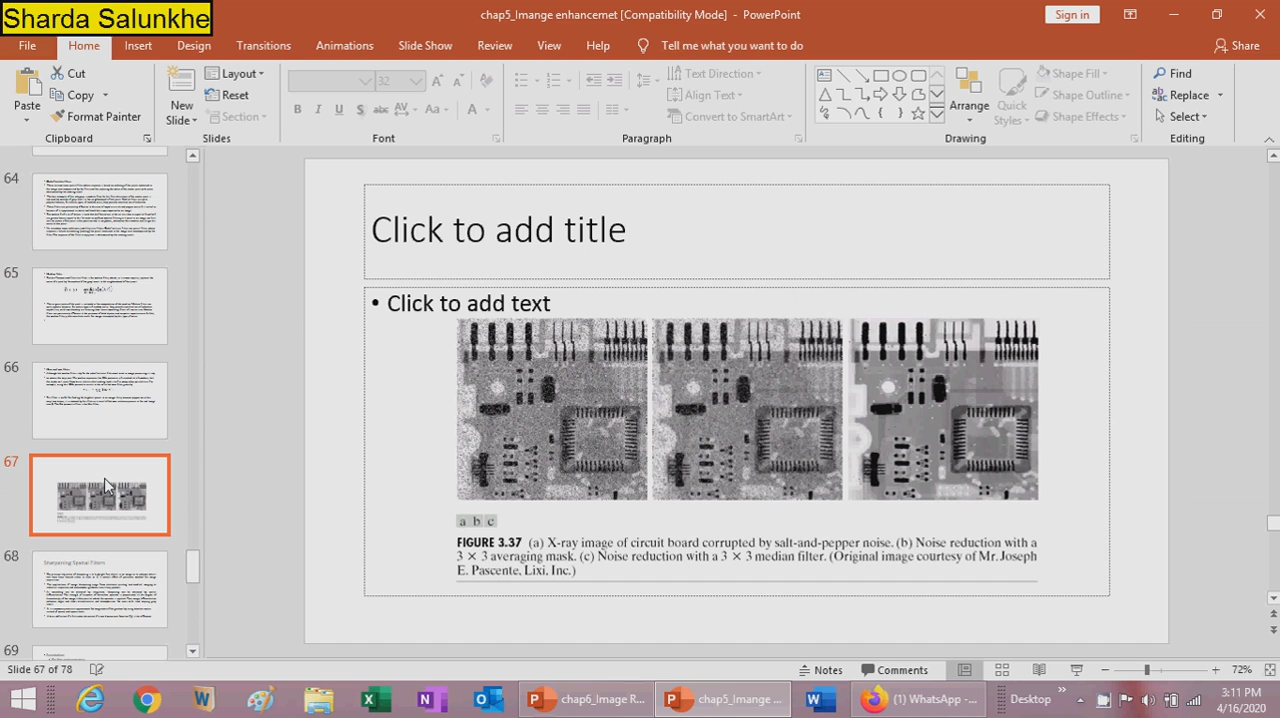 Sharda Salunkhe
chap5_Imange enhancemet [Compatibility Mode] - PowerPoint
Sign in
File Home Insert Design Transitions Animations Slide Show Review View Help Tell me what you want to do Share
Paste
Cut
Copy
Format Painter
Clipboard
New Slide
Layout
Reset
Section
Slides
32
B I U S abc AV Aa A
Font
Text Direction
Align Text
Convert to SmartArt
Paragraph
Arrange
Quick Styles
Shape Fill
Shape Outline
Shape Effects
Drawing
Find
Replace
Select
Editing
64
65
66
67
68
Sharpening Spatial Filters
69
Click to add title
• Click to add text
a b c
FIGURE 3.37 (a) X-ray image of circuit board corrupted by salt-and-pepper noise. (b) Noise reduction with a
3 × 3 averaging mask. (c) Noise reduction with a 3 × 3 median filter. (Original image courtesy of Mr. Joseph
E. Pascente, Lixi, Inc.)
Slide 67 of 78
Notes Comments 72%
chap6_Image R... chap5_Imange ... (1) WhatsApp - ... Desktop
3:11 PM
4/16/2020